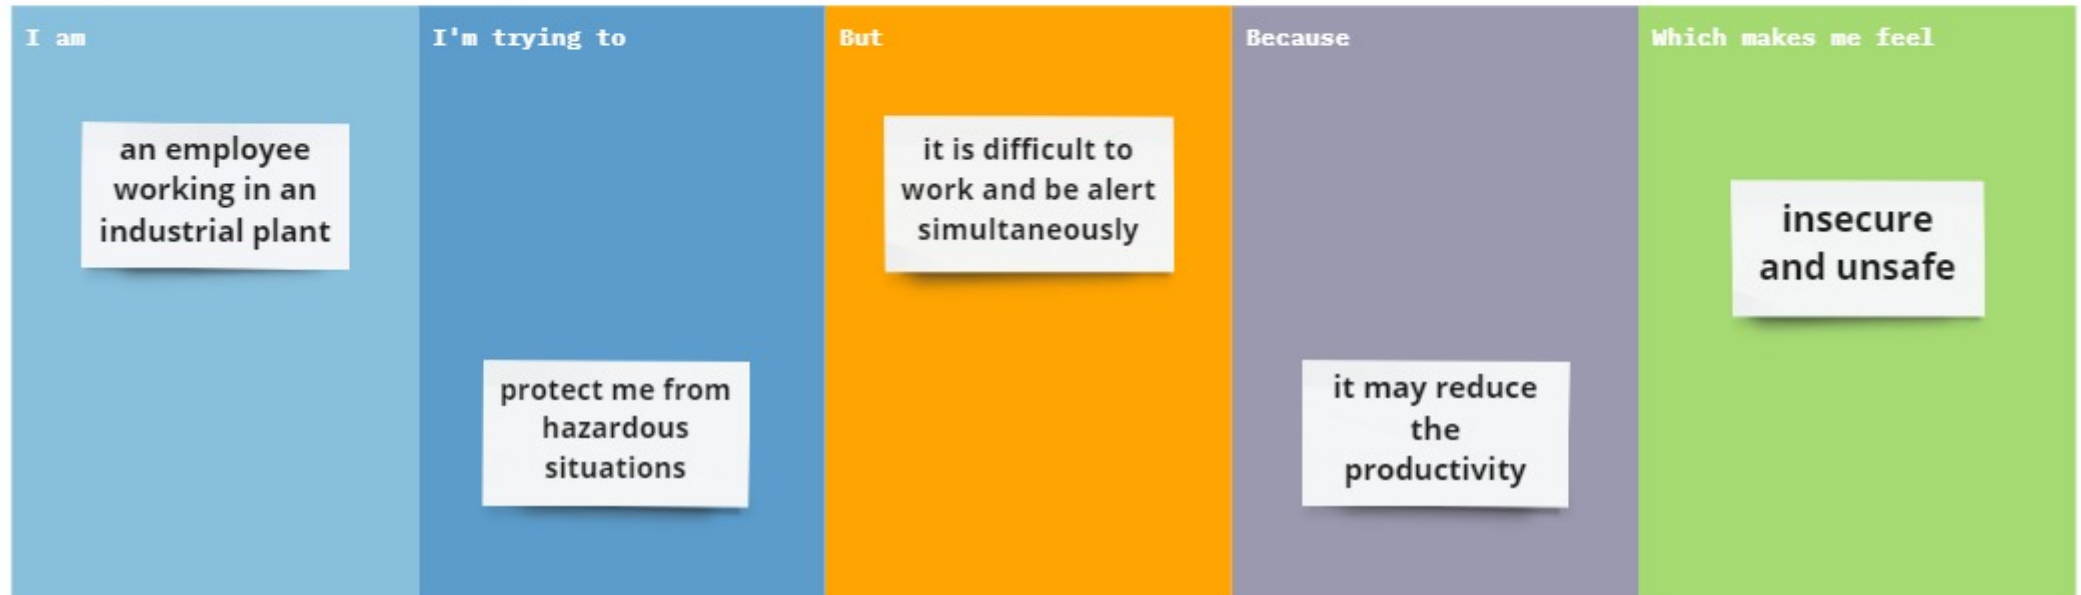 I am
an employee
working in an
industrial plant
I'm trying to
protect me from
hazardous
situations
But
it is difficult to
work and be alert
simultaneously
Because
it may reduce
the
productivity
Which makes me feel
insecure
and unsafe